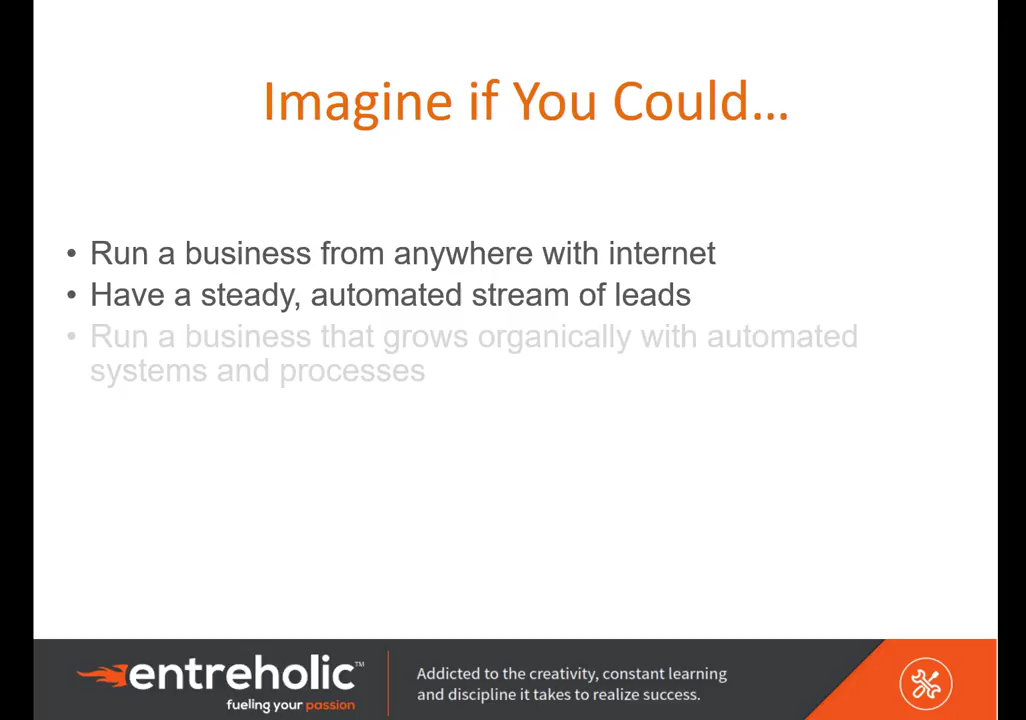 Imagine if You Could...
• Run a business from anywhere with internet
• Have a steady, automated stream of leads
• Run a business that grows organically with automated
systems and processes
entreholic™
fueling your passion
Addicted to the creativity, constant learning
and discipline it takes to realize success.